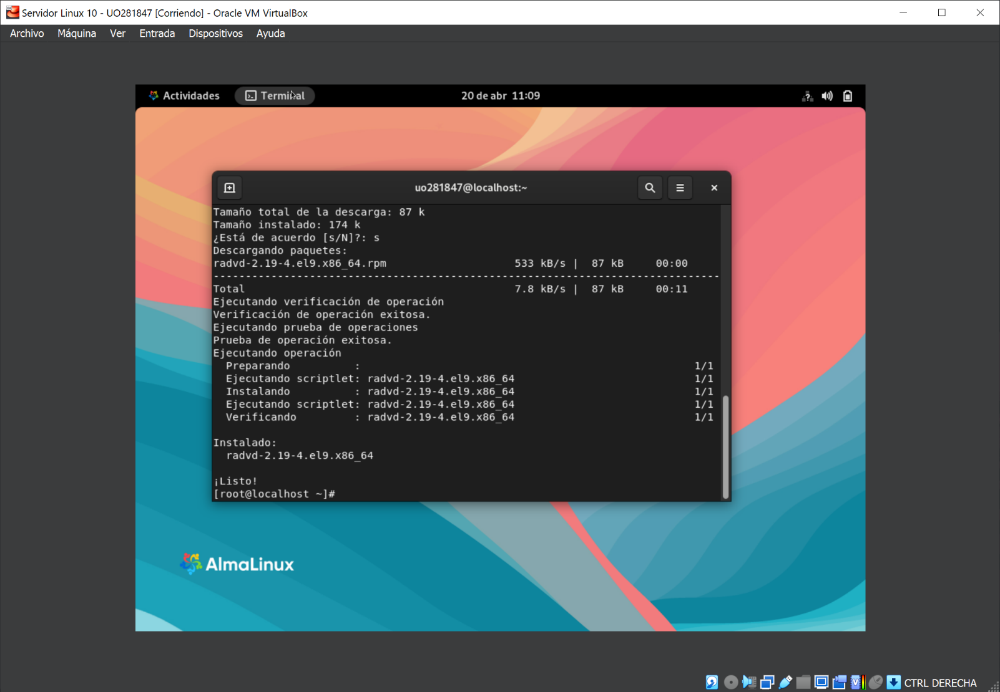 Servidor Linux 10 - UO281847 [Corriendo] - Oracle VM VirtualBox
Archivo Máquina Ver Entrada Dispositivos Ayuda
Actividades Terminal 20 de abr 11:09
uo281847@localhost:~
Tamaño total de la descarga: 87 k
Tamaño instalado: 174 k
¿Está de acuerdo [s/N]?: s
Descargando paquetes:
radvd-2.19-4.el9.x86_64.rpm 533 kB/s | 87 kB 00:00
--------------------------------------------------------------------------------
Total 7.8 kB/s | 87 kB 00:11
Ejecutando verificación de operación
Verificación de operación exitosa.
Ejecutando prueba de operaciones
Prueba de operación exitosa.
Ejecutando operación
Preparando : 1/1
Ejecutando scriptlet: radvd-2.19-4.el9.x86_64 1/1
Instalando : radvd-2.19-4.el9.x86_64 1/1
Ejecutando scriptlet: radvd-2.19-4.el9.x86_64 1/1
Verificando : radvd-2.19-4.el9.x86_64 1/1
Instalado:
radvd-2.19-4.el9.x86_64
¡Listo!
[root@localhost ~]#
AlmaLinux
CTRL DERECHA